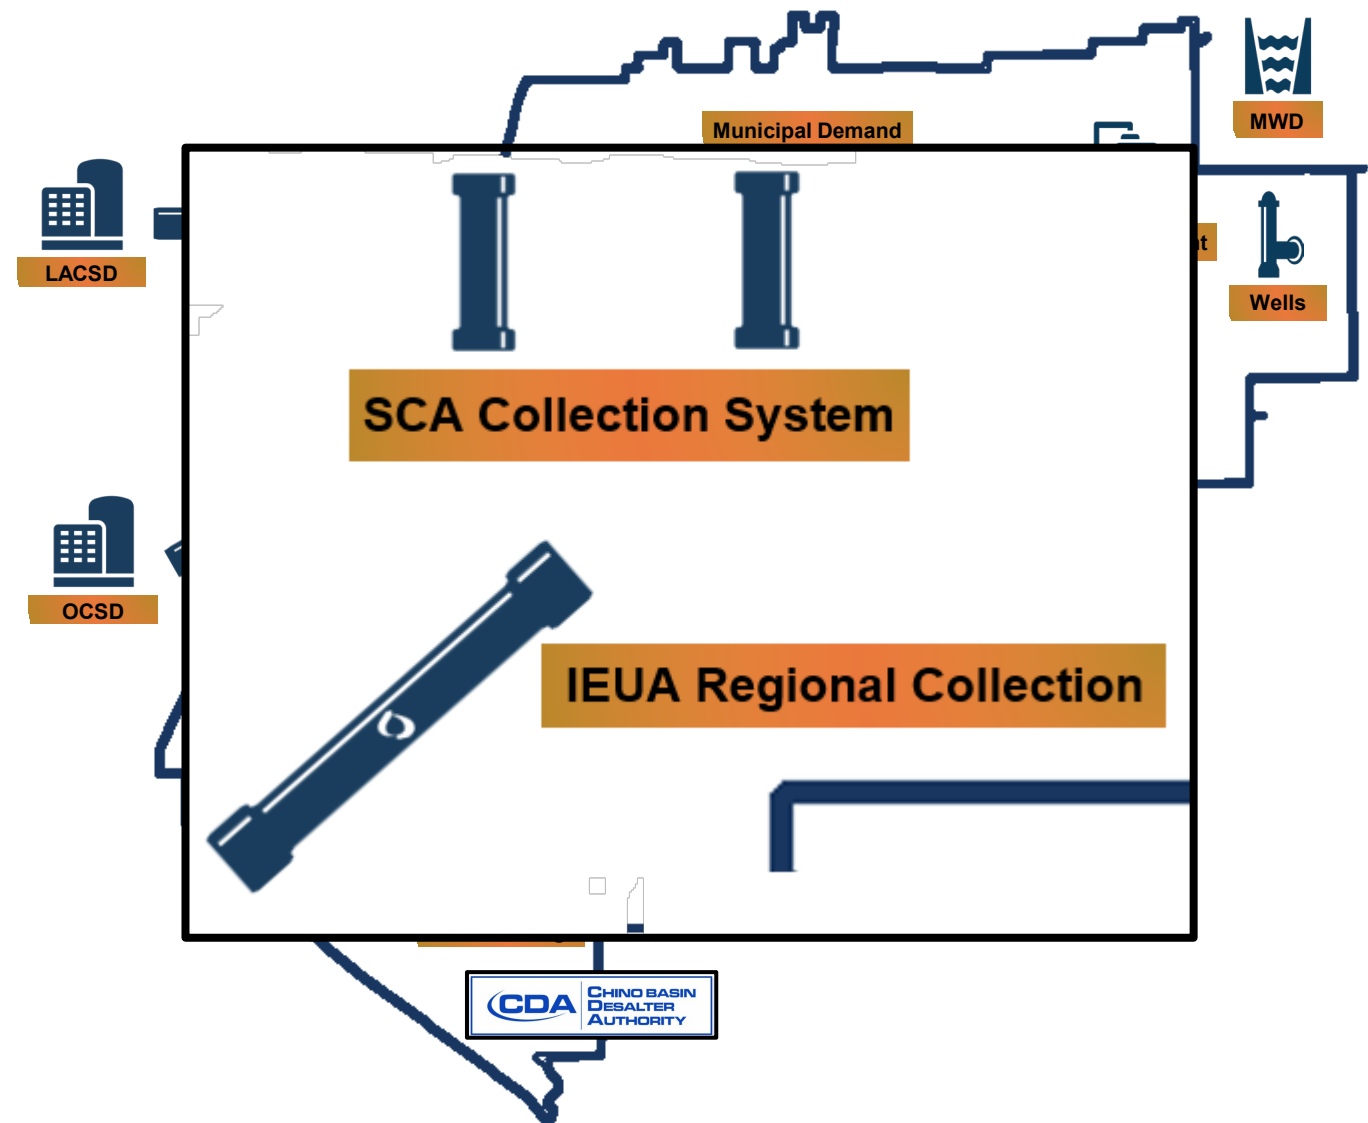 MWD
Municipal Demand
LACSD
Wells
SCA Collection System
OCSD
IEUA Regional Collection
CDA
CHINO BASIN
DESALTER
AUTHORITY